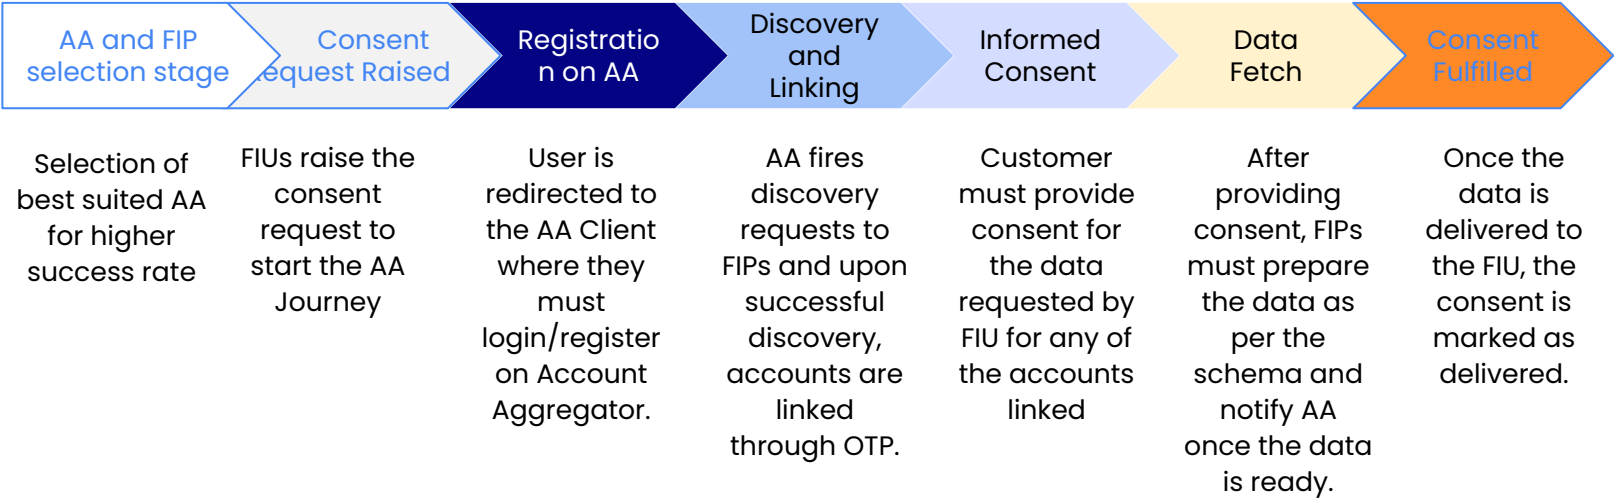 AA and FIP
selection stage
Consent
equest Raised
Registratio
n on AA
Discovery
and
Linking
Informed
Consent
Data
Fetch
Consent
Fulfilled
Selection of
best suited AA
for higher
success rate
FIUs raise the
consent
request to
start the AA
Journey
User is
redirected to
the AA Client
where they
must
login/register
on Account
Aggregator.
AA fires
discovery
requests to
FIPs and upon
successful
discovery,
accounts are
linked
through OTP.
Customer
must provide
consent for
the data
requested by
FIU for any of
the accounts
linked
After
providing
consent, FIPs
must prepare
the data as
per the
schema and
notify AA
once the data
is ready.
Once the
data is
delivered to
the FIU, the
consent is
marked as
delivered.